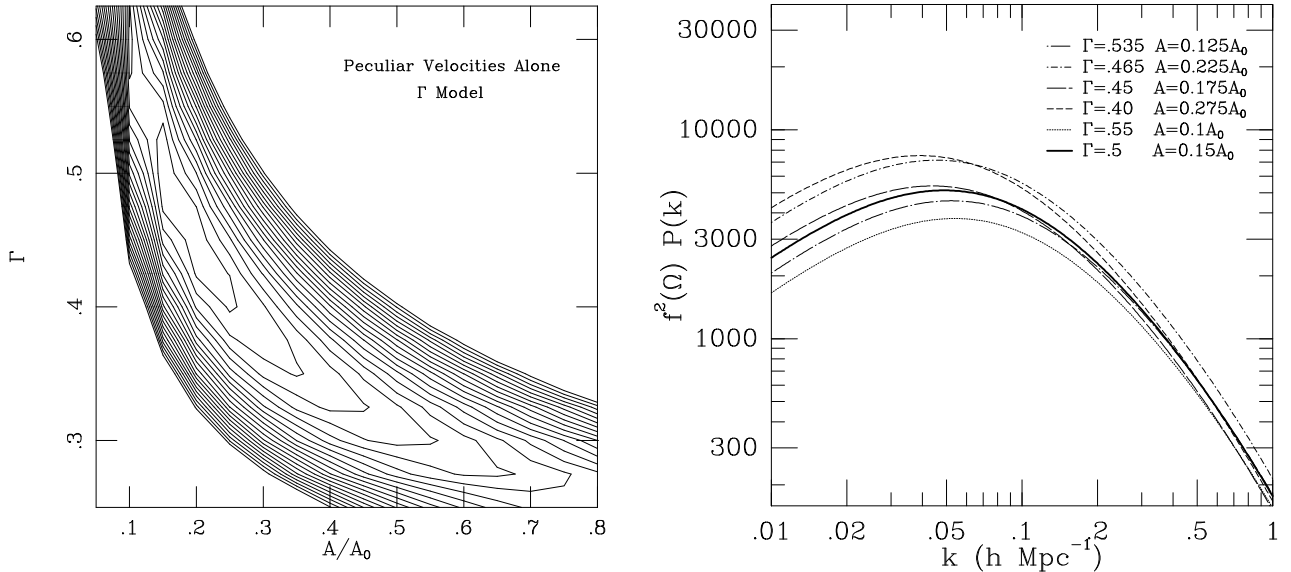 Peculiar Velocities Alone
Γ Model
Γ
.6
.5
.4
.3
.1 .2 .3 .4 .5 .6 .7 .8
A/A₀
Γ=.535 A=0.125A₀
Γ=.465 A=0.225A₀
Γ=.45 A=0.175A₀
Γ=.40 A=0.275A₀
Γ=.55 A=0.1A₀
Γ=.5 A=0.15A₀
f²(Ω) P(k)
30000
10000
3000
1000
300
.01 .02 .05 .1 .2 .5 1
k (h Mpc⁻¹)